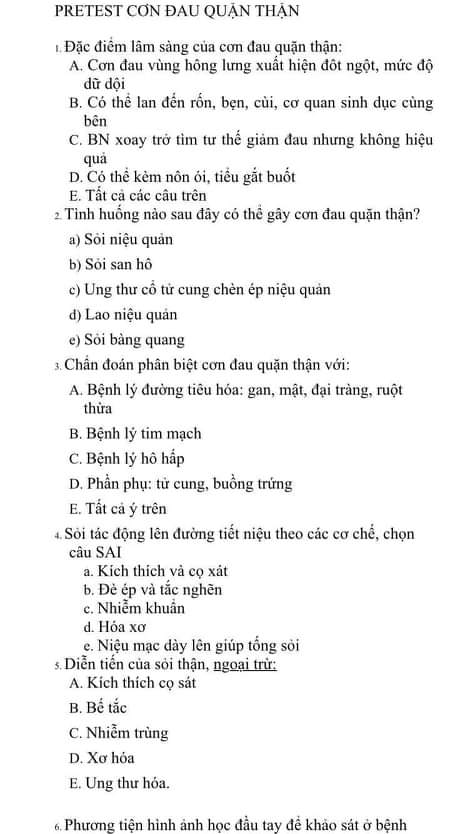 PRETEST CƠN ĐAU QUẬN THẬN
1. Đặc điểm lâm sàng của cơn đau quặn thận:
A. Cơn đau vùng hông lưng xuất hiện đột ngột, mức độ
dữ dội
B. Có thể lan đến rốn, bẹn, cùi, cơ quan sinh dục cùng
bên
C. BN xoay trở tìm tư thế giảm đau nhưng không hiệu
quả
D. Có thể kèm nôn ói, tiểu gắt buốt
E. Tất cả các câu trên
2. Tình huống nào sau đây có thể gây cơn đau quặn thận?
a) Sỏi niệu quản
b) Sỏi san hô
c) Ung thư cổ tử cung chèn ép niệu quản
d) Lao niệu quản
e) Sỏi bàng quang
3. Chẩn đoán phân biệt cơn đau quặn thận với:
A. Bệnh lý đường tiêu hóa: gan, mật, đại tràng, ruột
thừa
B. Bệnh lý tim mạch
C. Bệnh lý hô hấp
D. Phần phụ: tử cung, buồng trứng
E. Tất cả ý trên
4. Sỏi tác động lên đường tiết niệu theo các cơ chế, chọn
câu SAI
a. Kích thích và cọ xát
b. Đè ép và tắc nghẽn
c. Nhiễm khuẩn
d. Hóa xơ
e. Niệu mạc dày lên giúp tống sỏi
5. Diễn tiến của sỏi thận, ngoại trừ:
A. Kích thích cọ sát
B. Bế tắc
C. Nhiễm trùng
D. Xơ hóa
E. Ung thư hóa.
6. Phương tiện hình ảnh học đầu tay để khảo sát ở bệnh